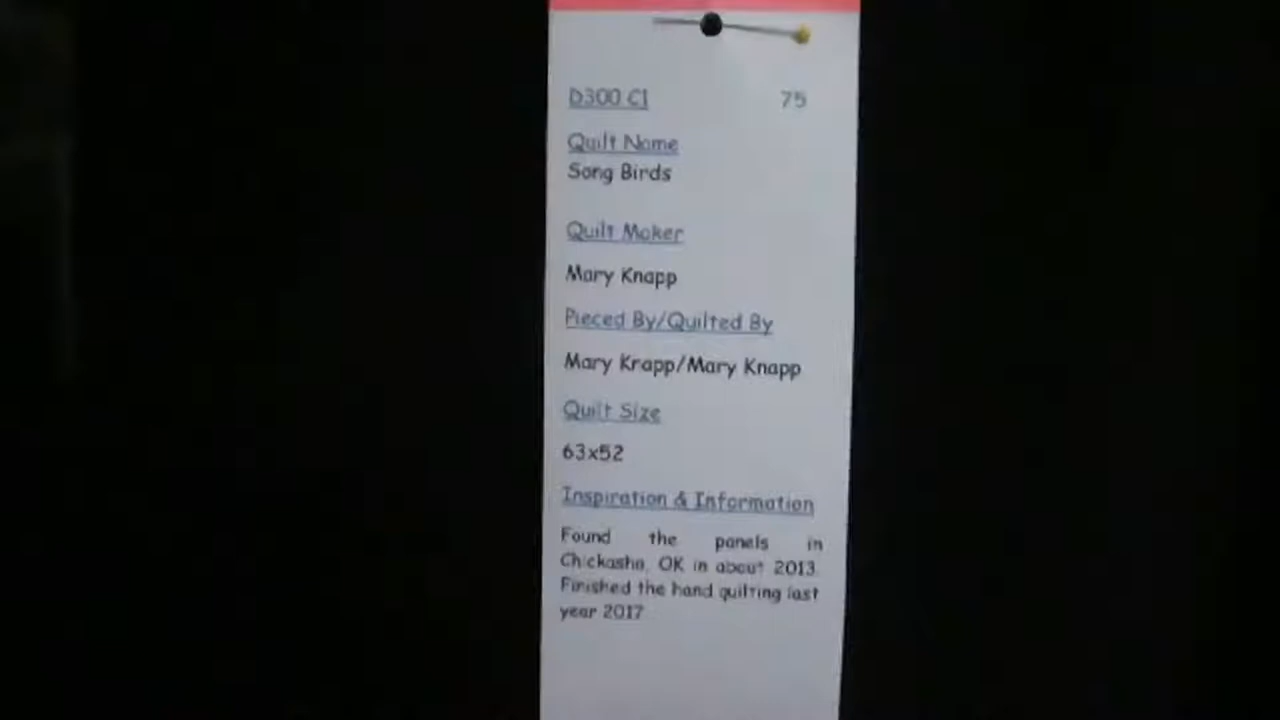 D300 C1 75
Quilt Name
Song Birds
Quilt Maker
Mary Knapp
Pieced By/Quilted By
Mary Knapp/Mary Knapp
Quilt Size
63x52
Inspiration & Information
Found the panels in
Chickasha, OK in about 2013.
Finished the hand quilting last
year 2017